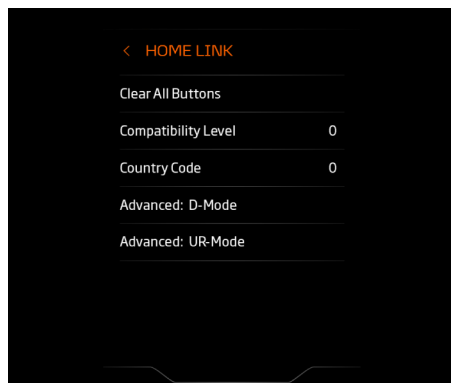 < HOME LINK
Clear All Buttons
Compatibility Level 0
Country Code 0
Advanced: D-Mode
Advanced: UR-Mode